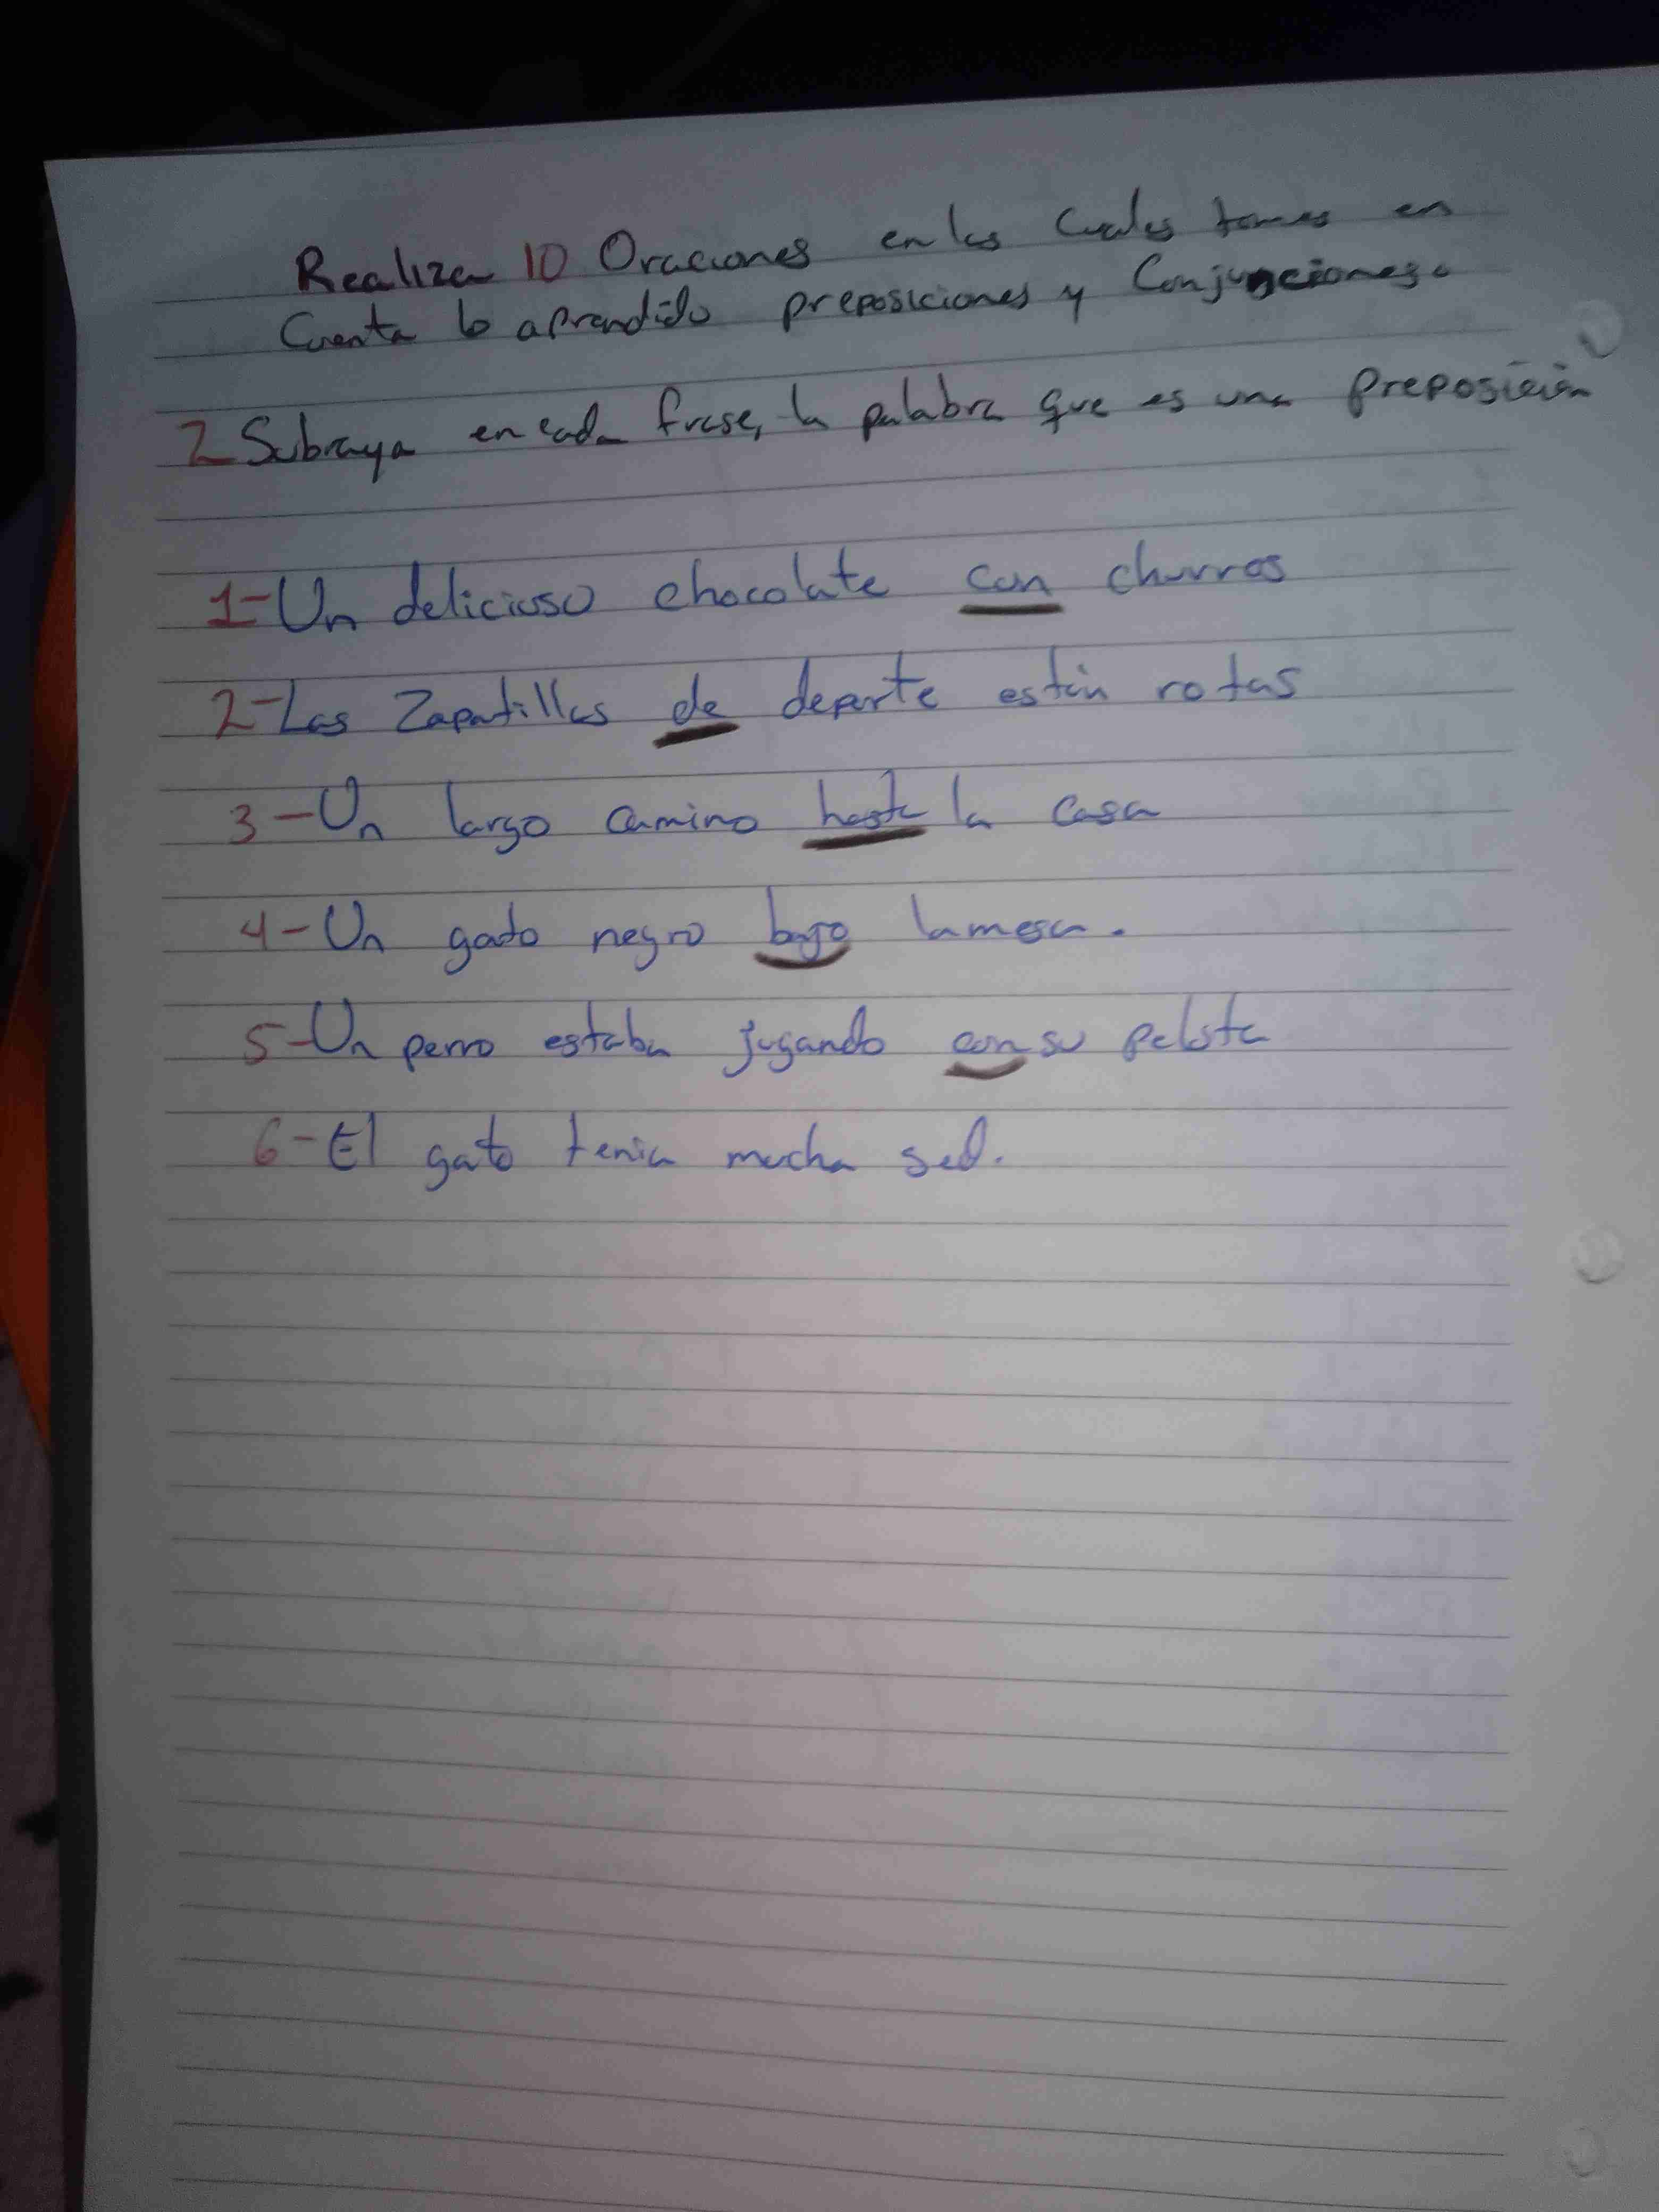 Realiza 10 Oraciones en las Cuales tomes en
Cuenta lo aprendido preposiciones y Conjunciones.
2 Subraya en cada frase, la palabra que es una preposición
1-Un delicioso chocolate con churros
2-Las Zapatillas de deporte están rotas
3-Un largo camino hasta la casa
4-Un gato negro bajo la mesa.
5-Un perro estaba jugando con su pelota
6-El gato tenia mucha sed.